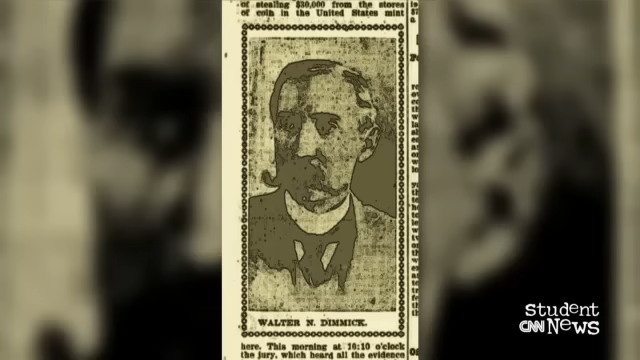 of stealing $30,000 from the stores
of coin in the United States mint
WALTER N. DIMMICK.
here. This morning at 10:10 o'clock
the jury, which heard all the evidence
student
CNN NEWS